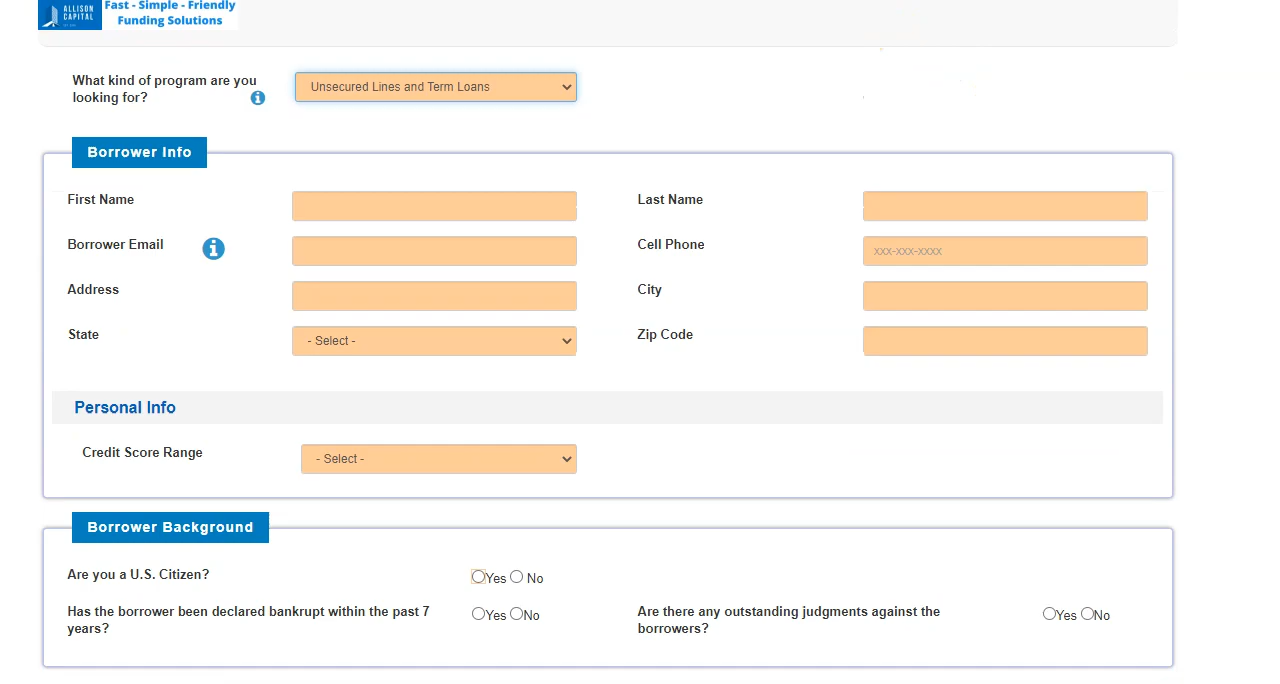 ALLISON
CAPITAL
Fast - Simple - Friendly
Funding Solutions
What kind of program are you
looking for?
Unsecured Lines and Term Loans
Borrower Info
First Name
Last Name
Borrower Email
Cell Phone
xxx-xxx-xxxx
Address
City
State
- Select -
Zip Code
Personal Info
Credit Score Range
- Select -
Borrower Background
Are you a U.S. Citizen?
Yes No
Has the borrower been declared bankrupt within the past 7
years?
Yes No
Are there any outstanding judgments against the
borrowers?
Yes No